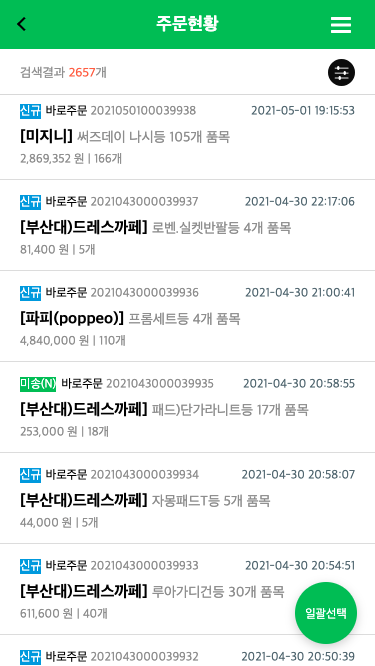 주문현황
검색결과 2657개
신규 바로주문 2021050100039938 2021-05-01 19:15:53
[미지니] 써즈데이 나시등 105개 품목
2,869,352 원 | 166개
신규 바로주문 2021043000039937 2021-04-30 22:17:06
[부산대)드레스까페] 로벤.실켓반팔등 4개 품목
81,400 원 | 5개
신규 바로주문 2021043000039936 2021-04-30 21:00:41
[파피(poppeo)] 프롬세트등 4개 품목
4,840,000 원 | 110개
미송(N) 바로주문 2021043000039935 2021-04-30 20:58:55
[부산대)드레스까페] 패드)단가라니트등 17개 품목
253,000 원 | 18개
신규 바로주문 2021043000039934 2021-04-30 20:58:07
[부산대)드레스까페] 자몽패드T등 5개 품목
44,000 원 | 5개
신규 바로주문 2021043000039933 2021-04-30 20:54:51
[부산대)드레스까페] 루아가디건등 30개 품목
611,600 원 | 40개
일괄선택
신규 바로주문 2021043000039932 2021-04-30 20:50:39